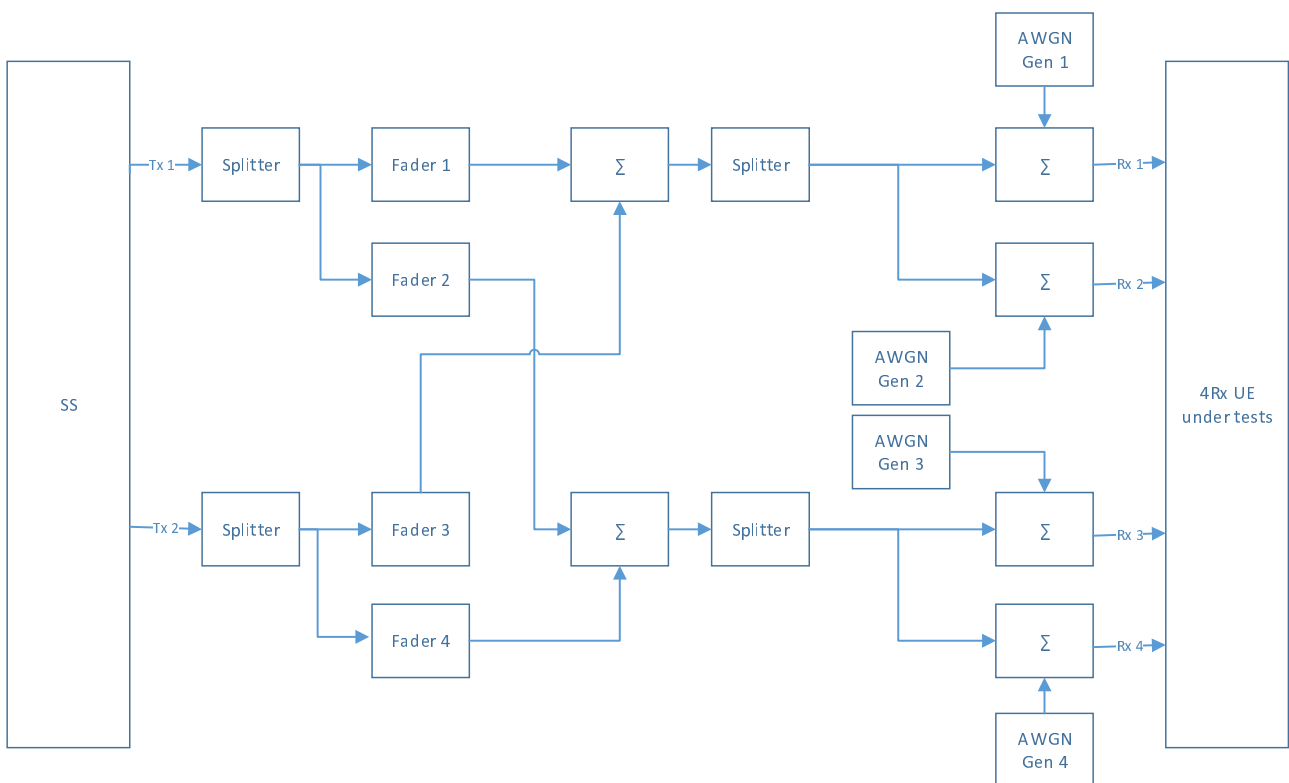 AWGN
Gen 1
Tx 1
Splitter
Fader 1
Σ
Splitter
Σ
Rx 1
Fader 2
Σ
Rx 2
AWGN
Gen 2
SS
4Rx UE
under tests
AWGN
Gen 3
Tx 2
Splitter
Fader 3
Σ
Splitter
Σ
Rx 3
Fader 4
Σ
Rx 4
AWGN
Gen 4